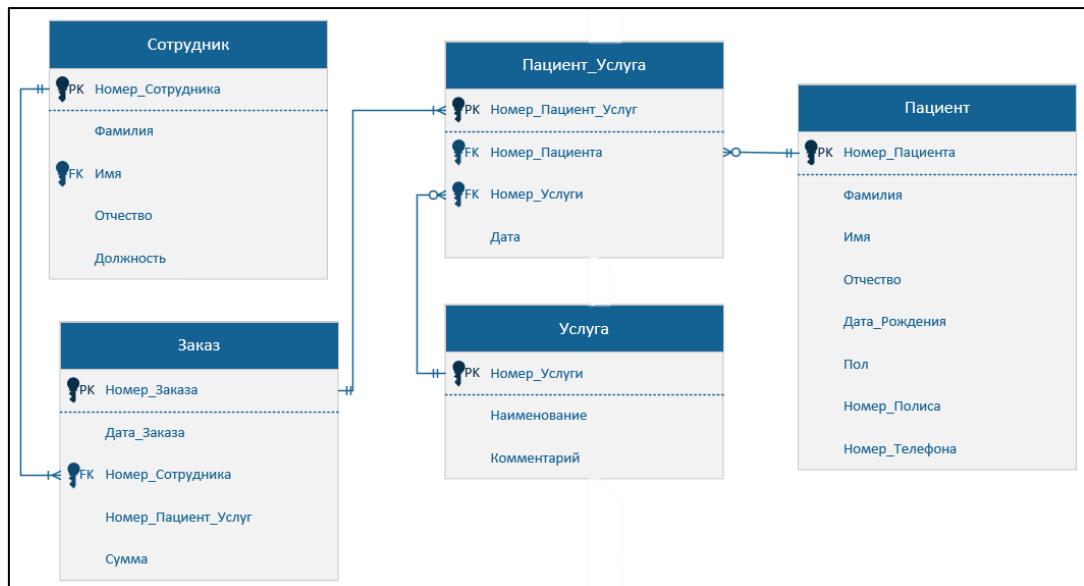 Сотрудник
PK Номер_Сотрудника
Фамилия
FK Имя
Отчество
Должность
Заказ
PK Номер_Заказа
Дата_Заказа
FK Номер_Сотрудника
Номер_Пациент_Услуг
Сумма
Пациент_Услуга
PK Номер_Пациент_Услуг
FK Номер_Пациента
FK Номер_Услуги
Дата
Услуга
PK Номер_Услуги
Наименование
Комментарий
Пациент
PK Номер_Пациента
Фамилия
Имя
Отчество
Дата_Рождения
Пол
Номер_Полиса
Номер_Телефона